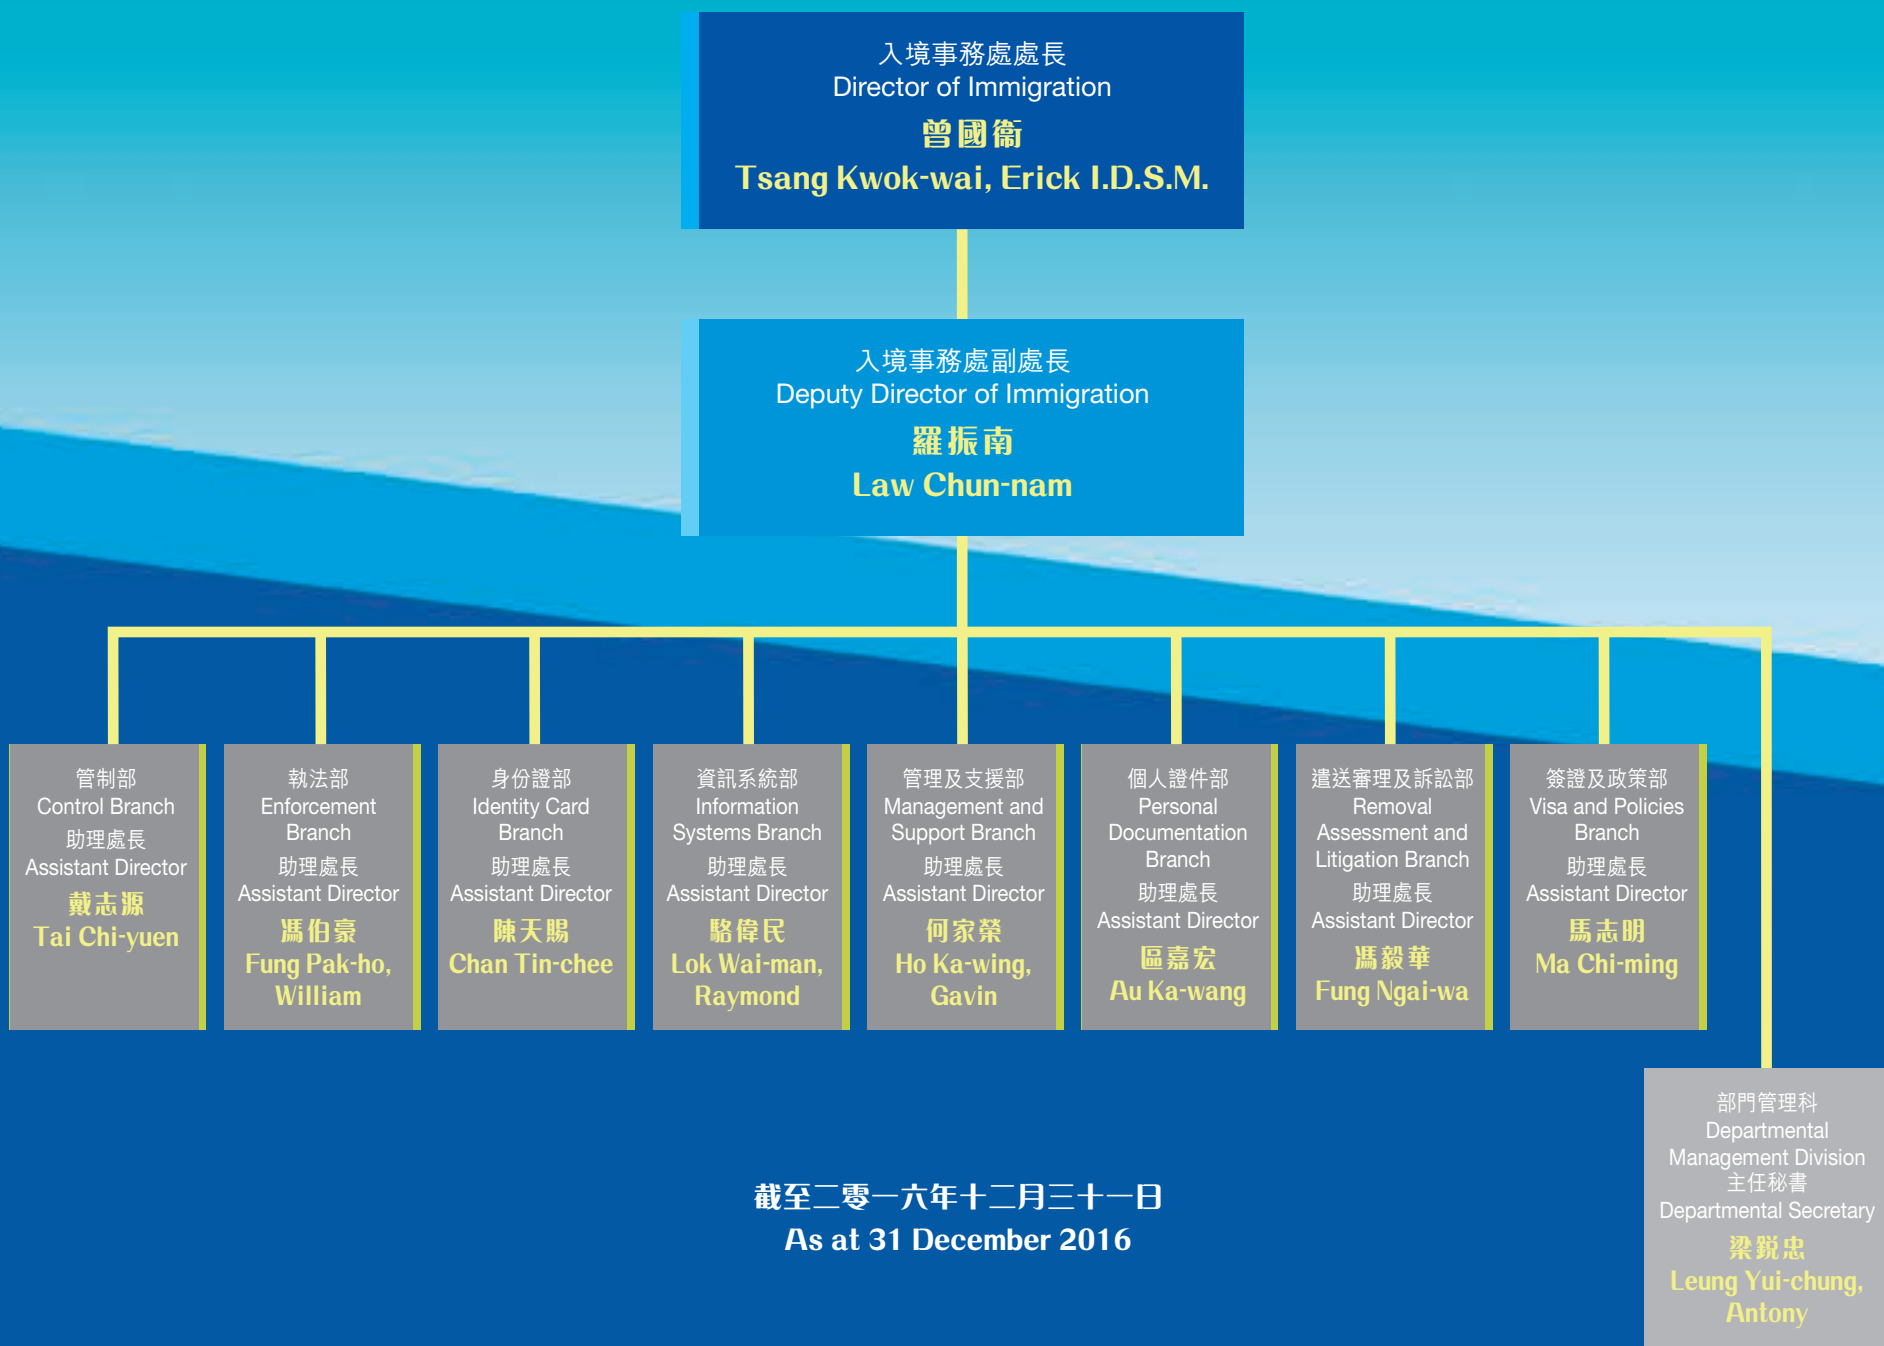 入境事務處處長
Director of Immigration
曾國衞
Tsang Kwok-wai, Erick I.D.S.M.
入境事務處副處長
Deputy Director of Immigration
羅振南
Law Chun-nam
管制部
Control Branch
助理處長
Assistant Director
戴志源
Tai Chi-yuen
執法部
Enforcement
Branch
助理處長
Assistant Director
馮伯豪
Fung Pak-ho,
William
身份證部
Identity Card
Branch
助理處長
Assistant Director
陳天賜
Chan Tin-chee
資訊系統部
Information
Systems Branch
助理處長
Assistant Director
駱偉民
Lok Wai-man,
Raymond
管理及支援部
Management and
Support Branch
助理處長
Assistant Director
何家榮
Ho Ka-wing,
Gavin
個人證件部
Personal
Documentation
Branch
助理處長
Assistant Director
區嘉宏
Au Ka-wang
遣送審理及訴訟部
Removal
Assessment and
Litigation Branch
助理處長
Assistant Director
馮毅華
Fung Ngai-wa
簽證及政策部
Visa and Policies
Branch
助理處長
Assistant Director
馬志明
Ma Chi-ming
部門管理科
Departmental
Management Division
主任秘書
Departmental Secretary
梁銳忠
Leung Yui-chung,
Antony
截至二零一六年十二月三十一日
As at 31 December 2016